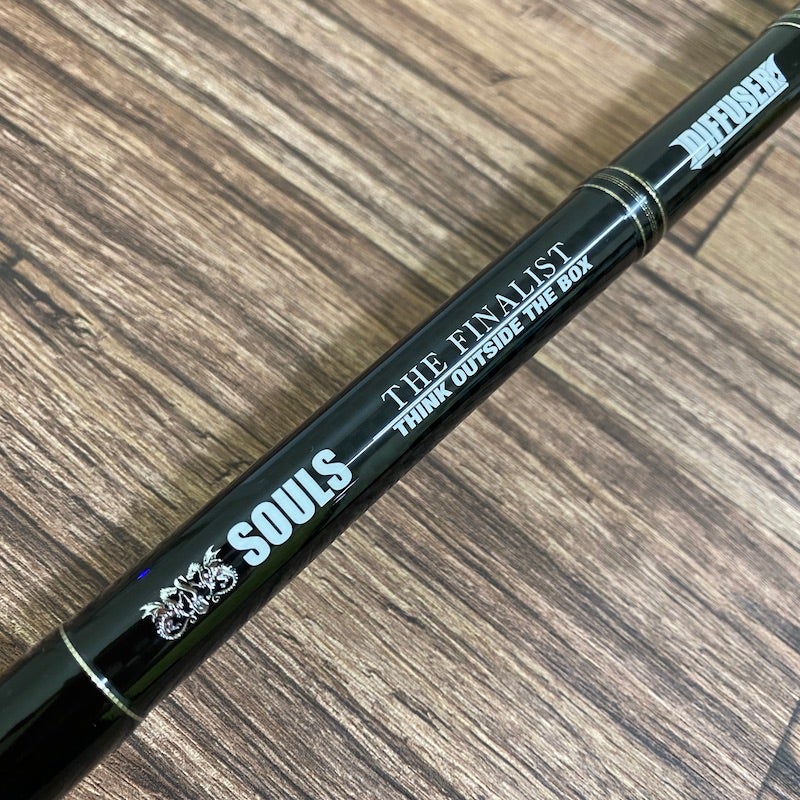 SOULS
THE FINALIST
THINK OUTSIDE THE BOX
DIFFUSER